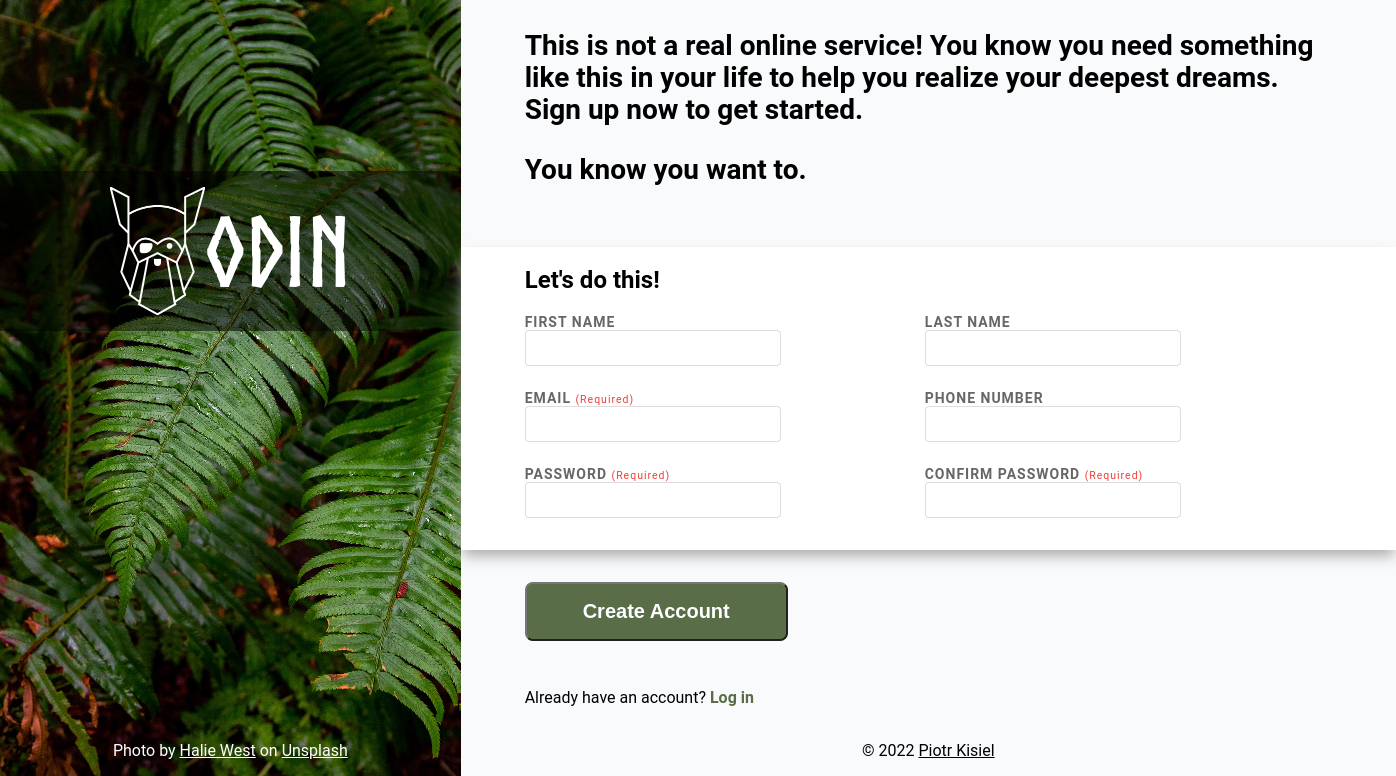 ODIN
Photo by Halie West on Unsplash
This is not a real online service! You know you need something
like this in your life to help you realize your deepest dreams.
Sign up now to get started.
You know you want to.
Let's do this!
FIRST NAME
LAST NAME
EMAIL (Required)
PHONE NUMBER
PASSWORD (Required)
CONFIRM PASSWORD (Required)
Create Account
Already have an account? Log in
© 2022 Piotr Kisiel